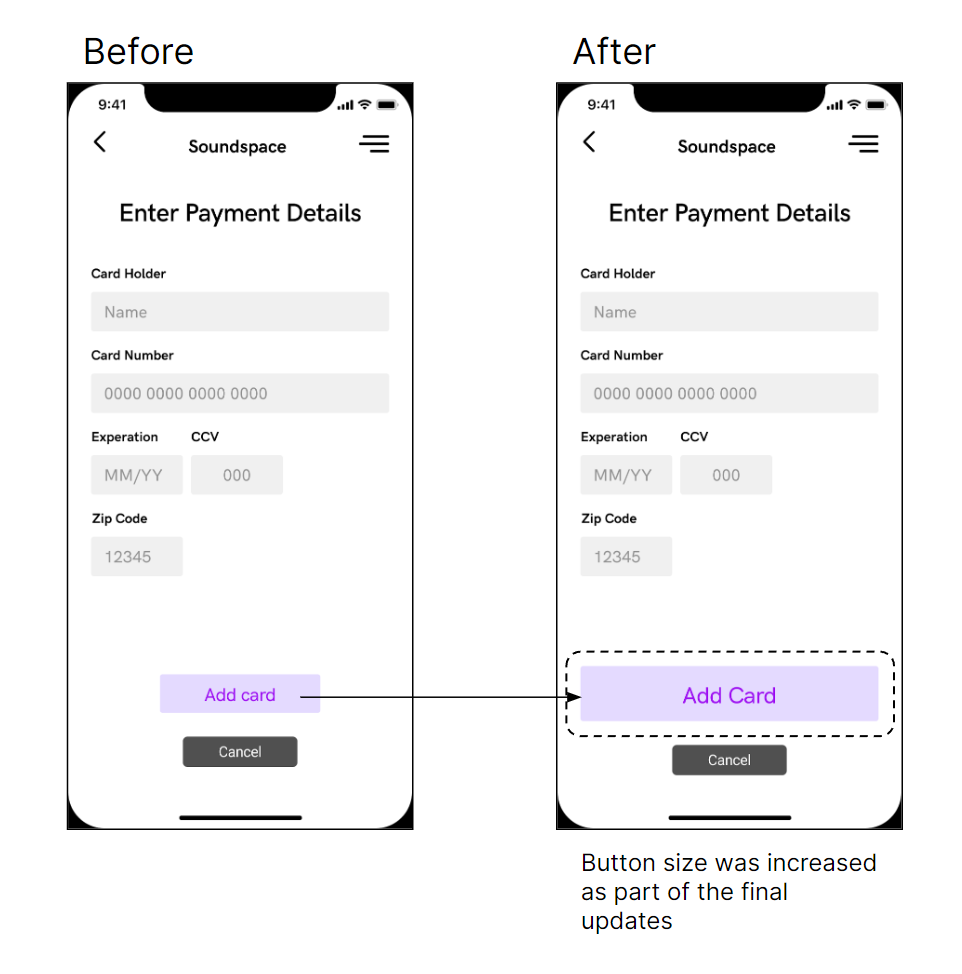 Before
9:41
Soundspace
Enter Payment Details
Card Holder
Name
Card Number
0000 0000 0000 0000
Experation CCV
MM/YY 000
Zip Code
12345
Add card
Cancel
After
9:41
Soundspace
Enter Payment Details
Card Holder
Name
Card Number
0000 0000 0000 0000
Experation CCV
MM/YY 000
Zip Code
12345
Add Card
Cancel
Button size was increased
as part of the final
updates